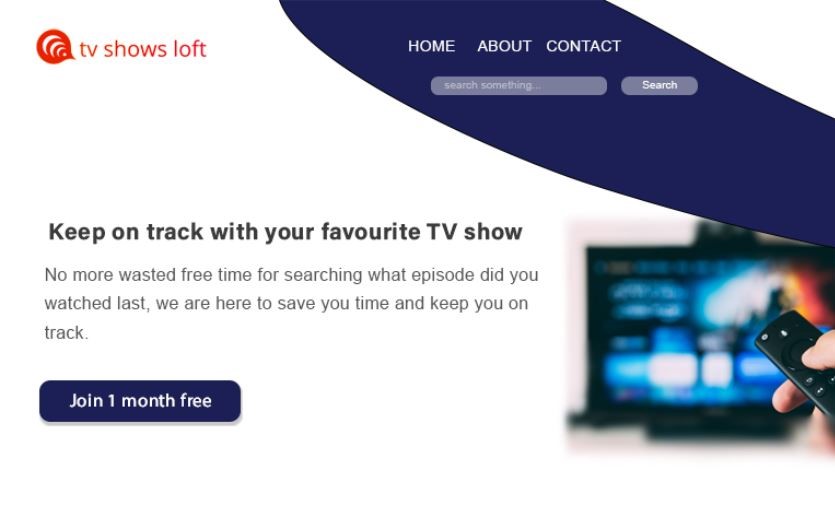 tv shows loft
HOME ABOUT CONTACT
search something...
Search
Keep on track with your favourite TV show
No more wasted free time for searching what episode did you
watched last, we are here to save you time and keep you on
track.
Join 1 month free